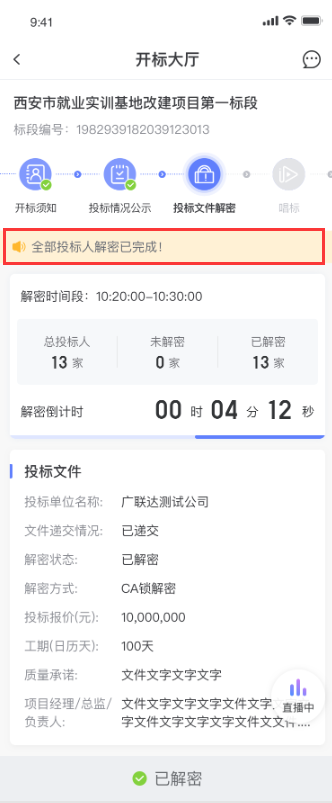 9:41
开标大厅
西安市就业实训基地改建项目第一标段
标段编号：1982939182039123013
开标须知 投标情况公示 投标文件解密 唱标
全部投标人解密已完成！
解密时间段：10:20:00-10:30:00
总投标人 未解密 已解密
13 家 0 家 13 家
解密倒计时 00 时 04 分 12 秒
投标文件
投标单位名称: 广联达测试公司
文件递交情况: 已递交
解密状态: 已解密
解密方式: CA锁解密
投标报价(元): 10,000,000
工期(日历天): 100天
质量承诺: 文件文字文字文字
项目经理/总监/ 文件文字文字文字文件文字
负责人: 字文件文字文字文字文件文文件....
直播中
已解密